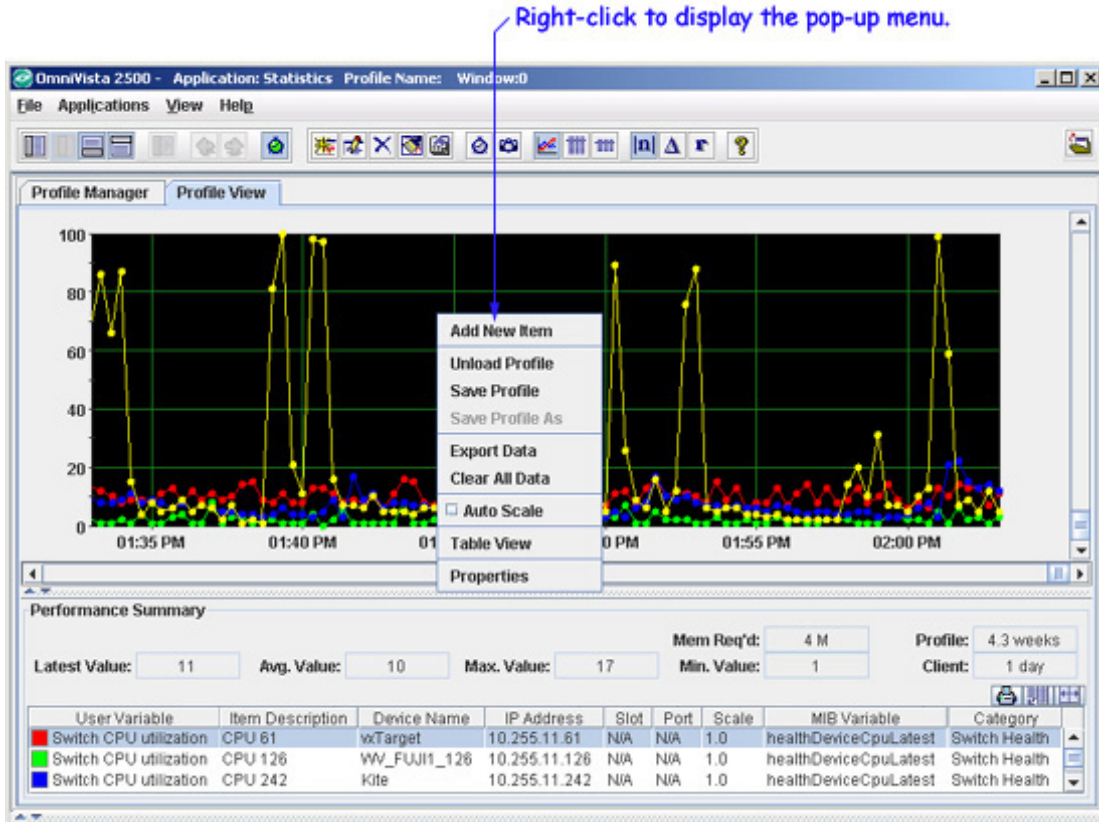 Right-click to display the pop-up menu.
OmniVista 2500 - Application: Statistics Profile Name: Window:0
File Applications View Help
Profile Manager Profile View
100
80
60
40
20
0
01:35 PM 01:40 PM 01 0 PM 01:55 PM 02:00 PM
Add New Item
Unload Profile
Save Profile
Save Profile As
Export Data
Clear All Data
Auto Scale
Table View
Properties
Performance Summary
Mem Req'd: 4 M Profile: 4.3 weeks
Latest Value: 11 Avg. Value: 10 Max. Value: 17 Min. Value: 1 Client: 1 day
User Variable Item Description Device Name IP Address Slot Port Scale MIB Variable Category
Switch CPU utilization CPU 61 vxTarget 10.255.11.61 N/A N/A 1.0 healthDeviceCpuLatest Switch Health
Switch CPU utilization CPU 126 WV_FUJI1_126 10.255.11.126 N/A N/A 1.0 healthDeviceCpuLatest Switch Health
Switch CPU utilization CPU 242 Kite 10.255.11.242 N/A N/A 1.0 healthDeviceCpuLatest Switch Health